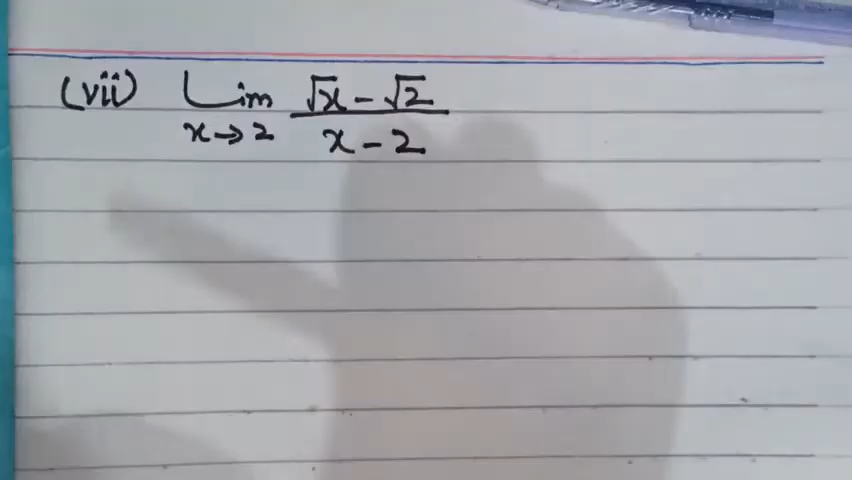 (vii) Lim √x - √2
x → 2 x - 2